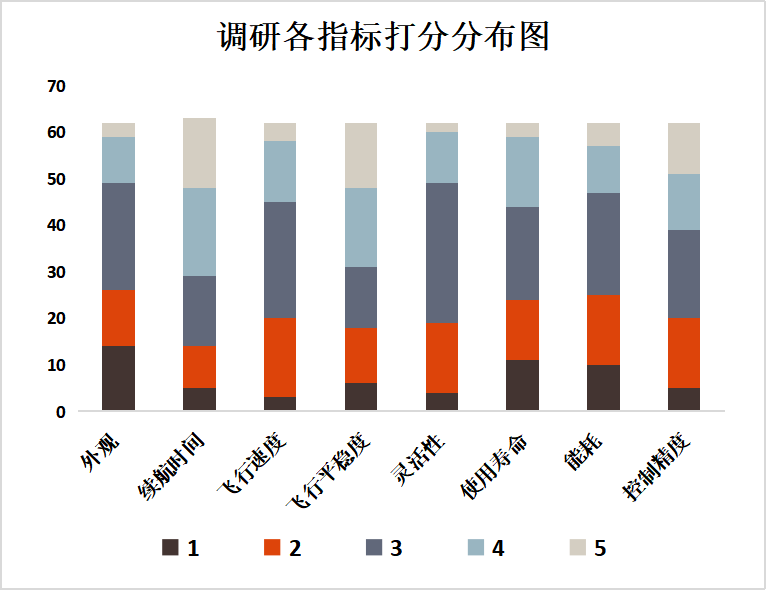 调研各指标打分分布图
70
60
50
40
30
20
10
0
外观
续航时间
飞行速度
飞行平稳度
灵活性
使用寿命
能耗
控制精度
1 2 3 4 5